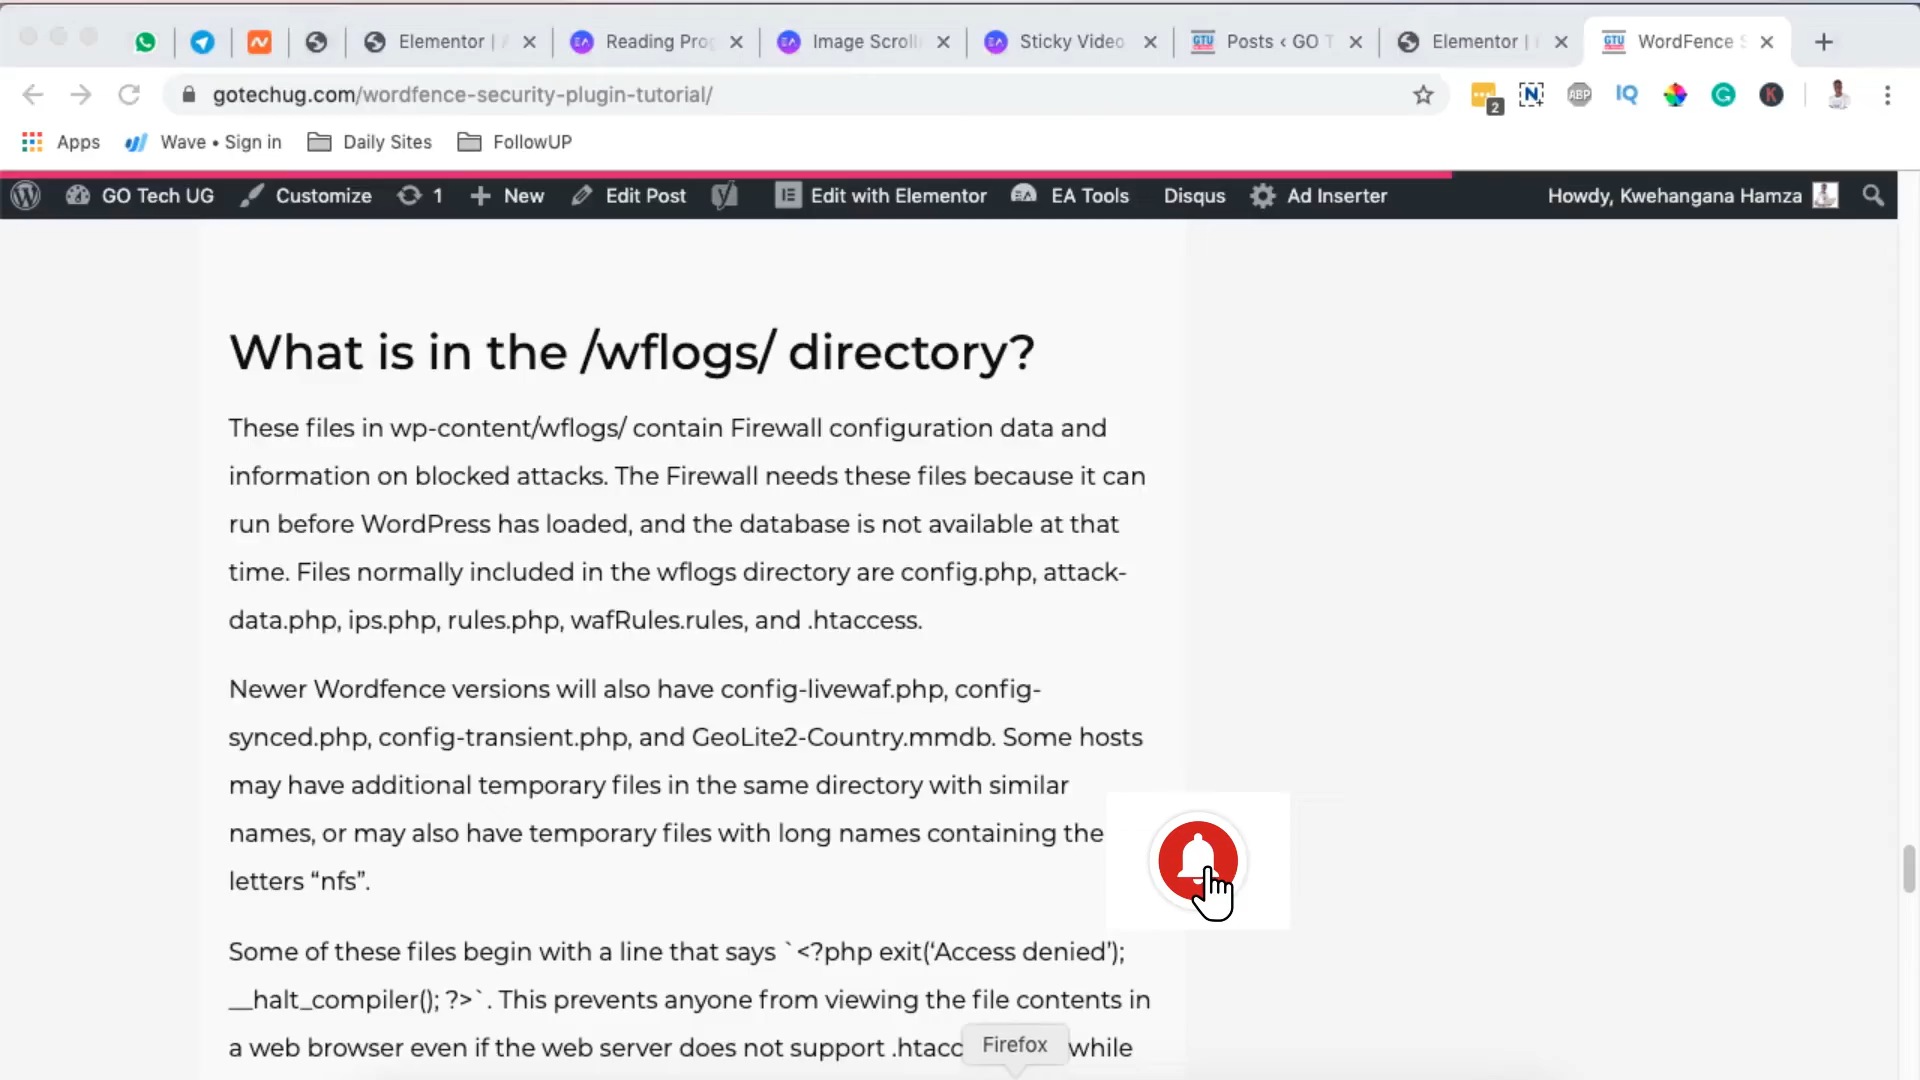 Elementor |
Reading Pro
Image Scroll
Sticky Video
GTU Posts ‹ GO T
Elementor |
GTU WordFence S
gotechug.com/wordfence-security-plugin-tutorial/
2 N ABP IQ G K
Apps Wave • Sign in Daily Sites FollowUP
GO Tech UG Customize 1 New Edit Post Edit with Elementor EA Tools Disqus Ad Inserter Howdy, Kwehangana Hamza
What is in the /wflogs/ directory?
These files in wp-content/wflogs/ contain Firewall configuration data and
information on blocked attacks. The Firewall needs these files because it can
run before WordPress has loaded, and the database is not available at that
time. Files normally included in the wflogs directory are config.php, attack-
data.php, ips.php, rules.php, wafRules.rules, and .htaccess.
Newer Wordfence versions will also have config-livewaf.php, config-
synced.php, config-transient.php, and GeoLite2-Country.mmdb. Some hosts
may have additional temporary files in the same directory with similar
names, or may also have temporary files with long names containing the
letters “nfs”.
Some of these files begin with a line that says `<?php exit(‘Access denied’);
__halt_compiler(); ?>`. This prevents anyone from viewing the file contents in
a web browser even if the web server does not support .htacc while
Firefox